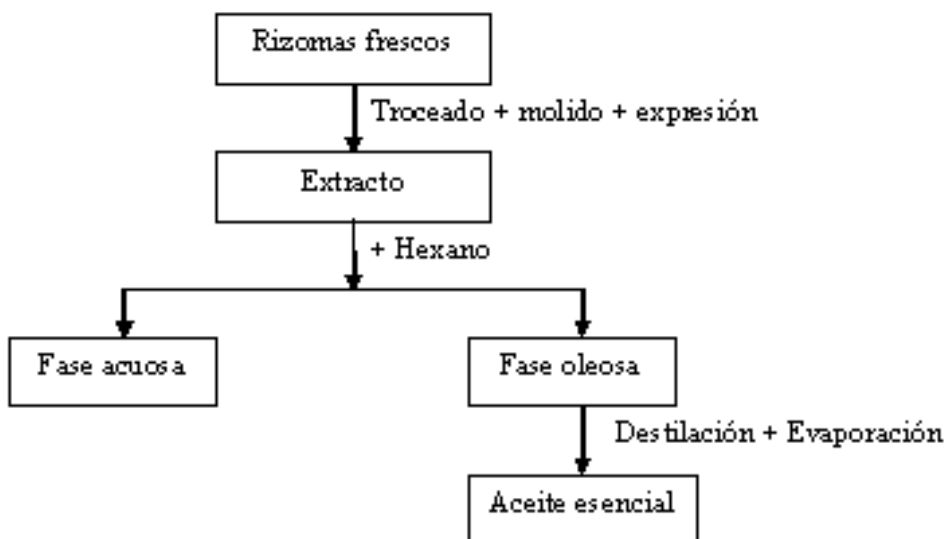 Rizomas frescos
Troceado + molido + expresión
Extracto
+ Hexano
Fase acuosa
Fase oleosa
Destilación + Evaporación
Aceite esencial